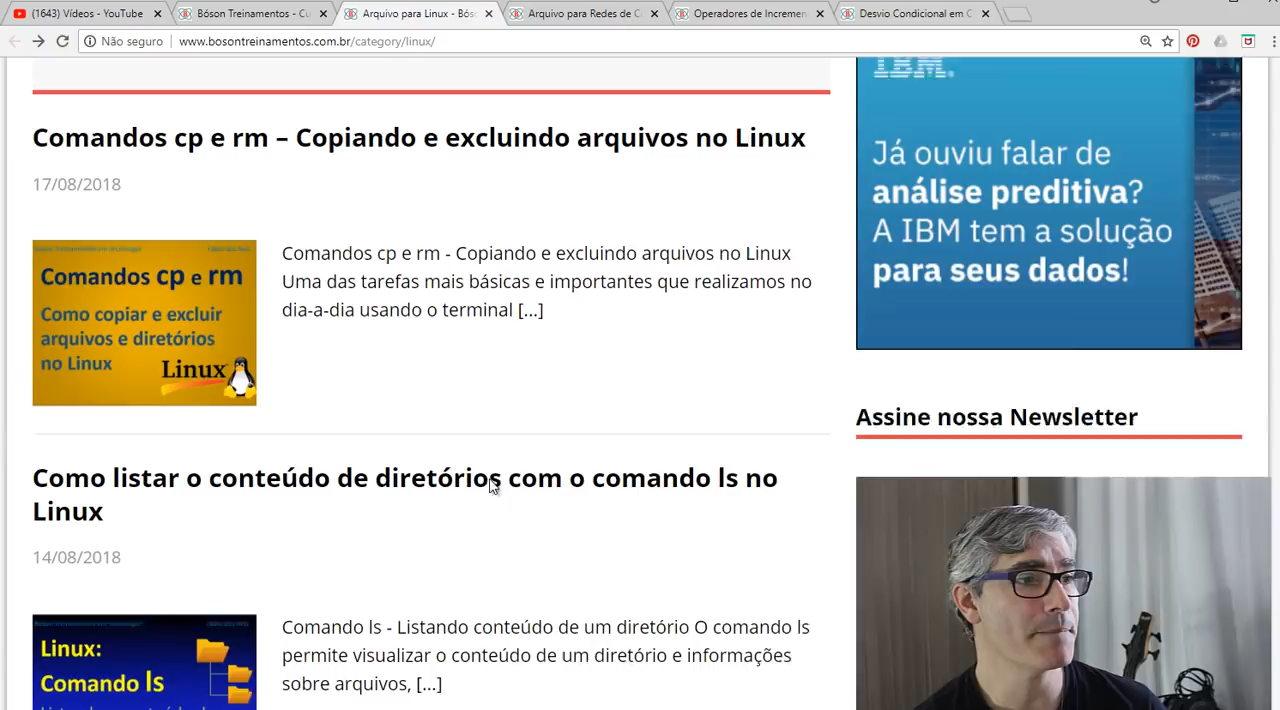 (1643) Vídeos - YouTube
Bóson Treinamentos - Cu
Arquivo para Linux - Bós
Arquivo para Redes de C
Operadores de Incremen
Desvio Condicional em C
Não seguro
www.bosontreinamentos.com.br/category/linux/
IBM.
Já ouviu falar de
análise preditiva?
A IBM tem a solução
para seus dados!
Comandos cp e rm – Copiando e excluindo arquivos no Linux
17/08/2018
Comandos cp e rm
Como copiar e excluir
arquivos e diretórios
no Linux
Linux
Comandos cp e rm - Copiando e excluindo arquivos no Linux
Uma das tarefas mais básicas e importantes que realizamos no
dia-a-dia usando o terminal [...]
Assine nossa Newsletter
Como listar o conteúdo de diretórios com o comando ls no
Linux
14/08/2018
Linux:
Comando ls
Comando ls - Listando conteúdo de um diretório O comando ls
permite visualizar o conteúdo de um diretório e informações
sobre arquivos, [...]